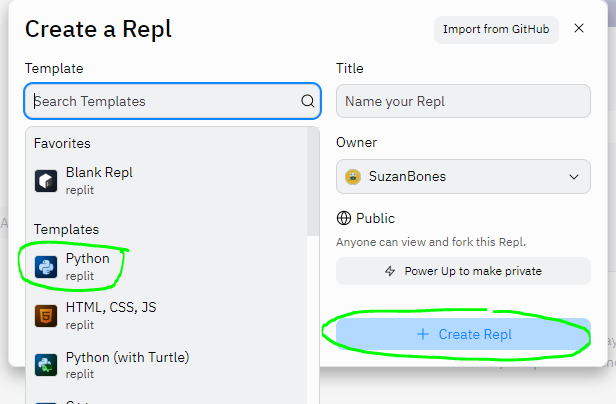 Create a Repl
Import from GitHub
Template
Search Templates
Favorites
Blank Repl
replit
Templates
Python
replit
HTML, CSS, JS
replit
Python (with Turtle)
replit
Title
Name your Repl
Owner
SuzanBones
Public
Anyone can view and fork this Repl.
Power Up to make private
Create Repl